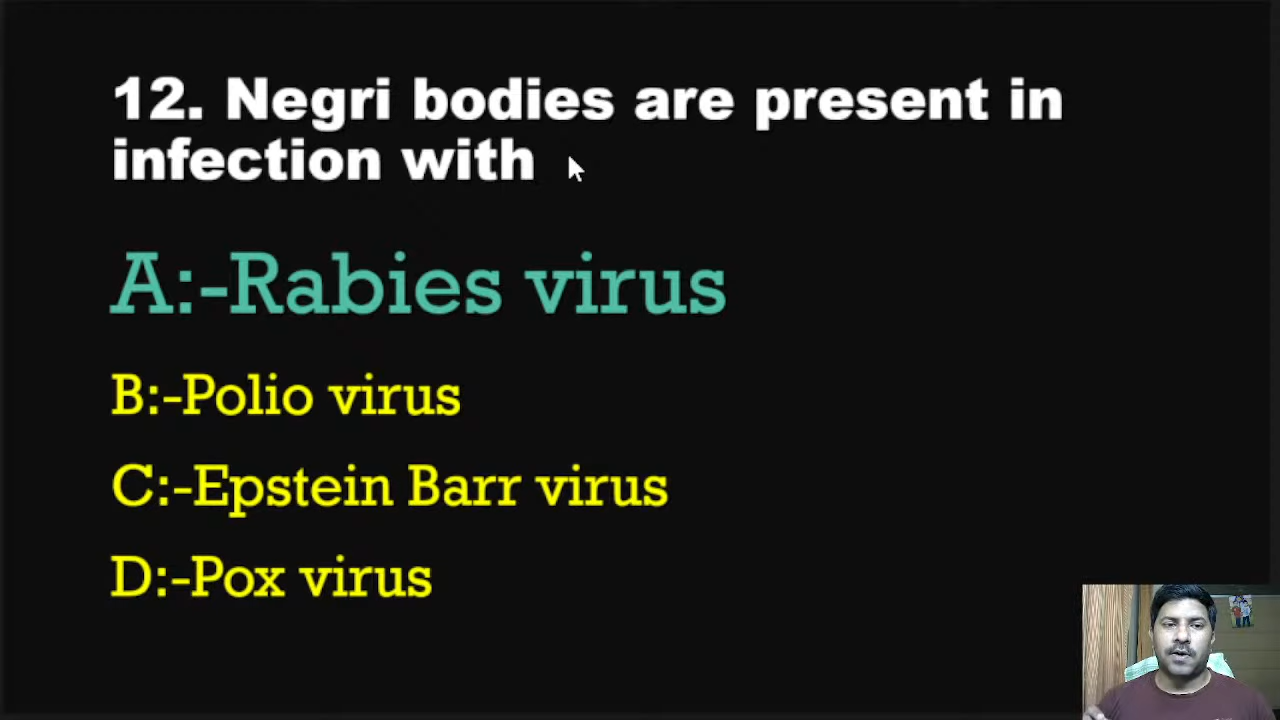 12. Negri bodies are present in
infection with
A:-Rabies virus
B:-Polio virus
C:-Epstein Barr virus
D:-Pox virus